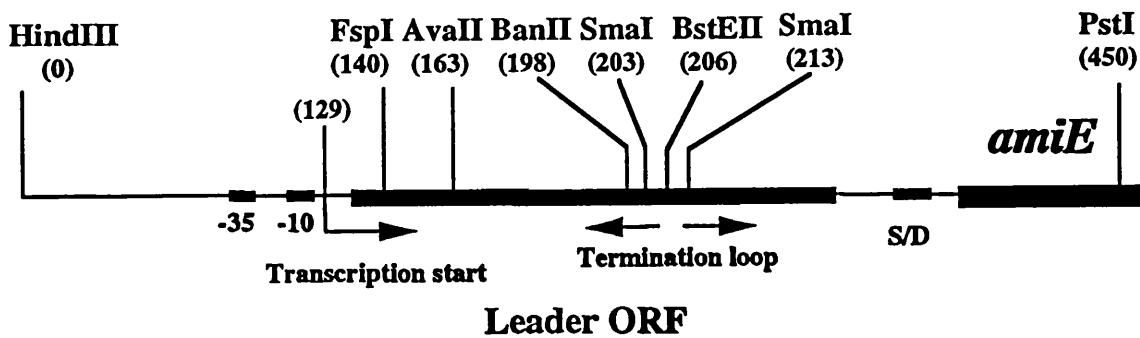 HindIII FspI AvaII BanII SmaI BstEII SmaI PstI
(0) (140) (163) (198) (203) (206) (213) (450)
(129)
amiE
-35 -10
S/D
Transcription start
Termination loop
Leader ORF